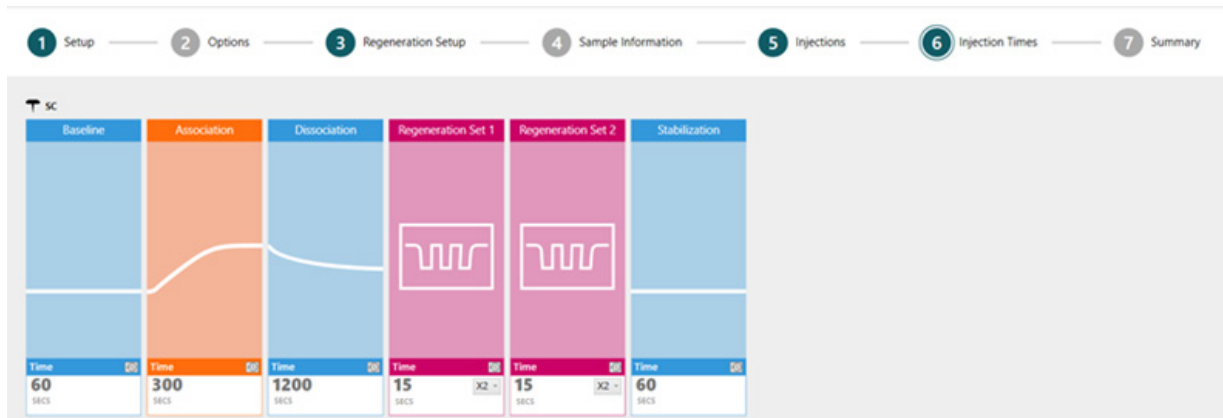 1 Setup 2 Options 3 Regeneration Setup 4 Sample Information 5 Injections 6 Injection Times 7 Summary
SC
Baseline Association Dissociation Regeneration Set 1 Regeneration Set 2 Stabilization
Time Time Time Time Time Time
60 300 1200 15 X2 15 X2 60
SECS SECS SECS SECS SECS SECS